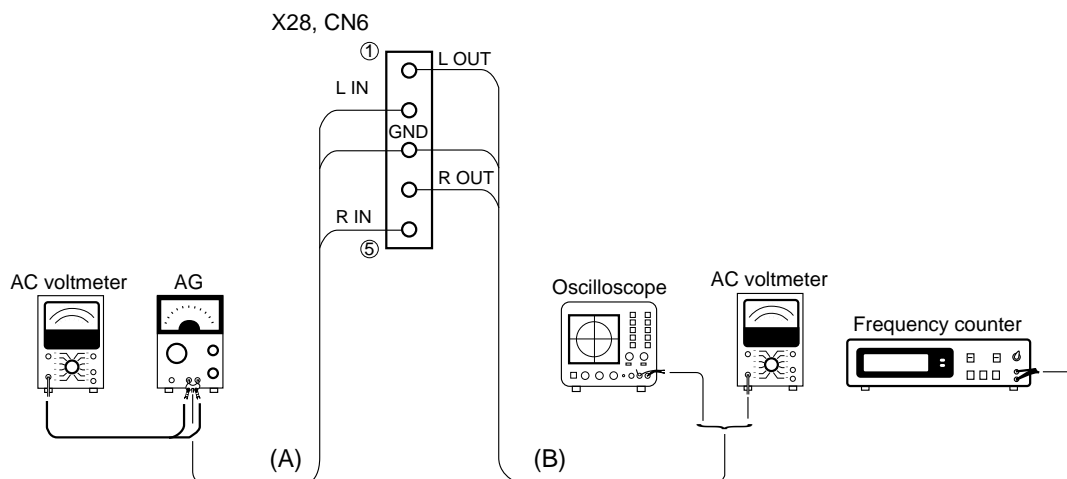 X28, CN6
①
L OUT
L IN
GND
R OUT
R IN
⑤
AC voltmeter
AG
Oscilloscope
AC voltmeter
Frequency counter
(A)
(B)